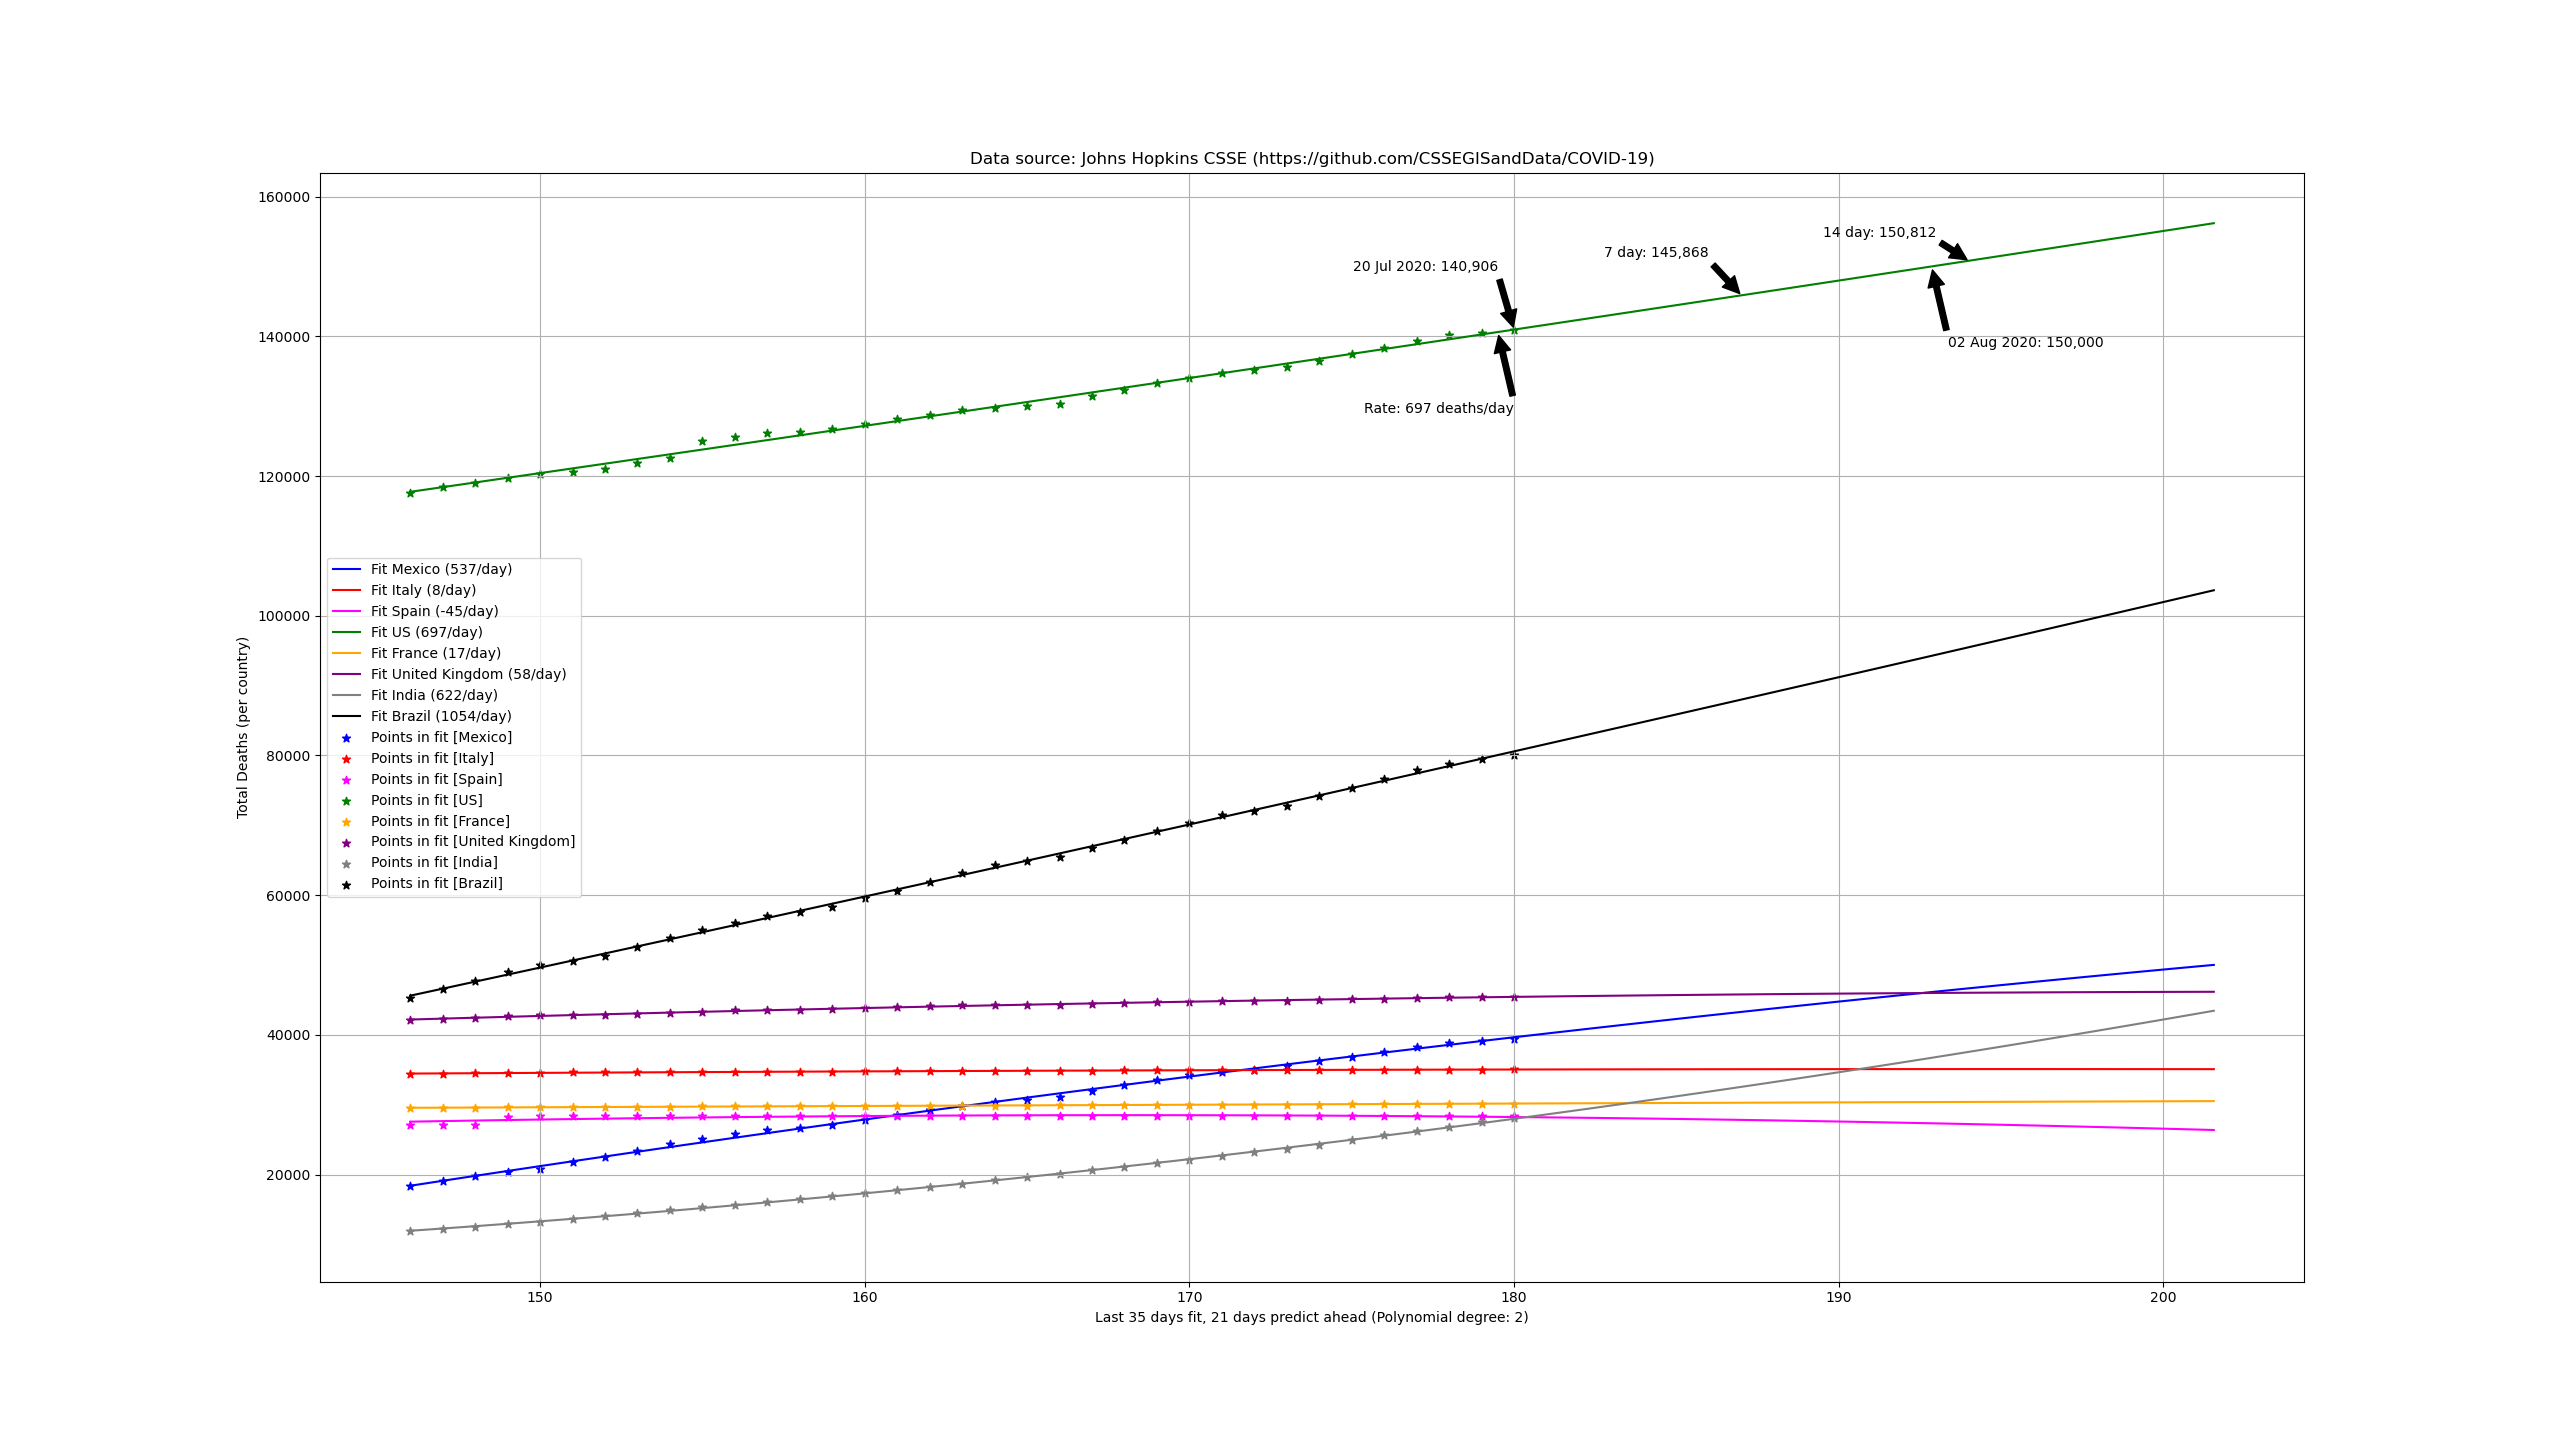 Data source: Johns Hopkins CSSE (https://github.com/CSSEGISandData/COVID-19)
160000
140000
120000
100000
80000
60000
40000
20000
Total Deaths (per country)
14 day: 150,812
7 day: 145,868
20 Jul 2020: 140,906
02 Aug 2020: 150,000
Rate: 697 deaths/day
Fit Mexico (537/day)
Fit Italy (8/day)
Fit Spain (-45/day)
Fit US (697/day)
Fit France (17/day)
Fit United Kingdom (58/day)
Fit India (622/day)
Fit Brazil (1054/day)
Points in fit [Mexico]
Points in fit [Italy]
Points in fit [Spain]
Points in fit [US]
Points in fit [France]
Points in fit [United Kingdom]
Points in fit [India]
Points in fit [Brazil]
150 160 170 180 190 200
Last 35 days fit, 21 days predict ahead (Polynomial degree: 2)